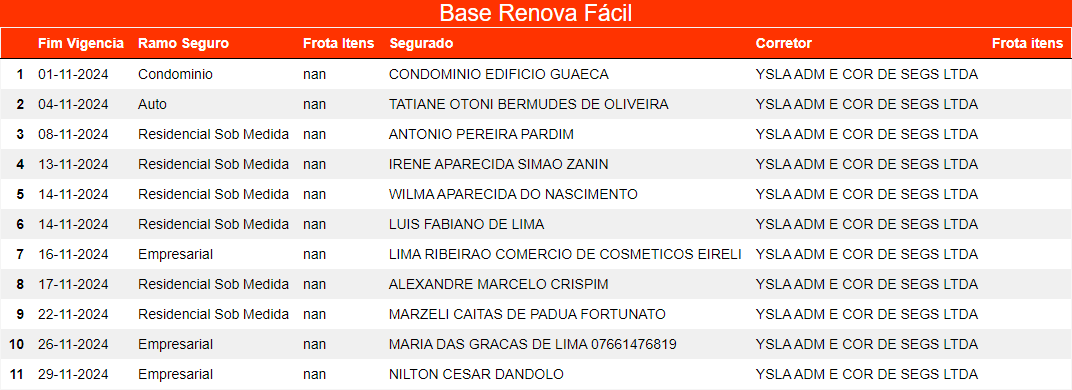 Base Renova Fácil
Fim Vigencia Ramo Seguro Frota Itens Segurado Corretor Frota itens
1 01-11-2024 Condominio nan CONDOMINIO EDIFICIO GUAECA YSLA ADM E COR DE SEGS LTDA
2 04-11-2024 Auto nan TATIANE OTONI BERMUDES DE OLIVEIRA YSLA ADM E COR DE SEGS LTDA
3 08-11-2024 Residencial Sob Medida nan ANTONIO PEREIRA PARDIM YSLA ADM E COR DE SEGS LTDA
4 13-11-2024 Residencial Sob Medida nan IRENE APARECIDA SIMAO ZANIN YSLA ADM E COR DE SEGS LTDA
5 14-11-2024 Residencial Sob Medida nan WILMA APARECIDA DO NASCIMENTO YSLA ADM E COR DE SEGS LTDA
6 14-11-2024 Residencial Sob Medida nan LUIS FABIANO DE LIMA YSLA ADM E COR DE SEGS LTDA
7 16-11-2024 Empresarial nan LIMA RIBEIRAO COMERCIO DE COSMETICOS EIRELI YSLA ADM E COR DE SEGS LTDA
8 17-11-2024 Residencial Sob Medida nan ALEXANDRE MARCELO CRISPIM YSLA ADM E COR DE SEGS LTDA
9 22-11-2024 Residencial Sob Medida nan MARZELI CAITAS DE PADUA FORTUNATO YSLA ADM E COR DE SEGS LTDA
10 26-11-2024 Empresarial nan MARIA DAS GRACAS DE LIMA 07661476819 YSLA ADM E COR DE SEGS LTDA
11 29-11-2024 Empresarial nan NILTON CESAR DANDOLO YSLA ADM E COR DE SEGS LTDA